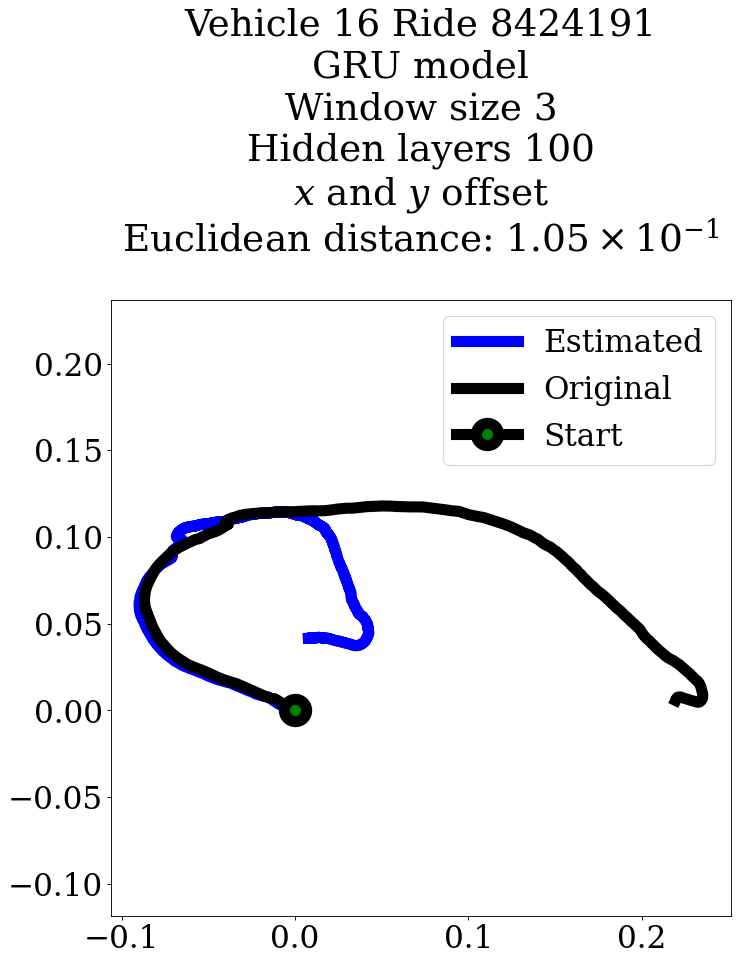 Vehicle 16 Ride 8424191
GRU model
Window size 3
Hidden layers 100
x and y offset
Euclidean distance: 1.05 × 10⁻¹
Estimated
Original
Start
0.20
0.15
0.10
0.05
0.00
−0.05
−0.10
−0.1 0.0 0.1 0.2